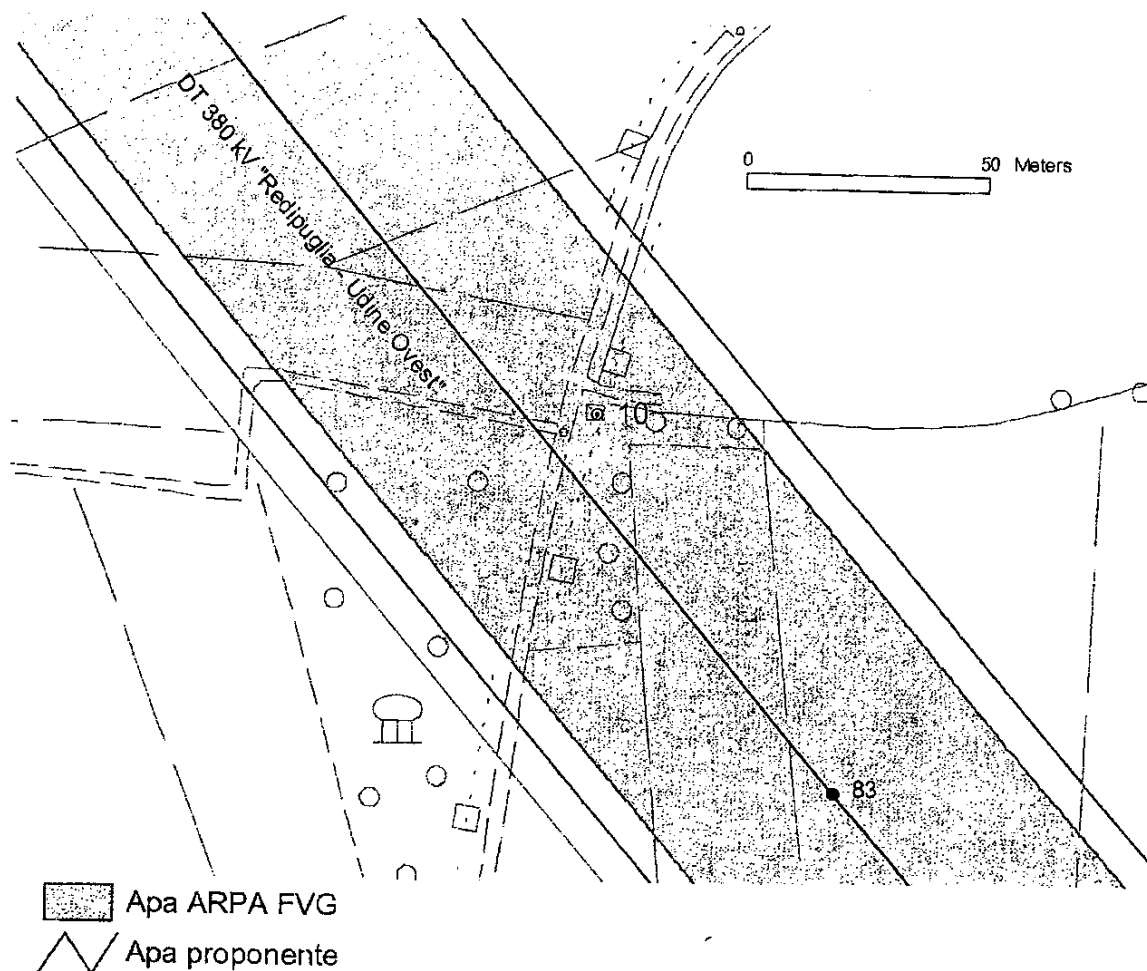 DT 380 kV "Redipuglia - Udine Ovest"
0 50 Meters
10
83
Apa ARPA FVG
Apa proponente